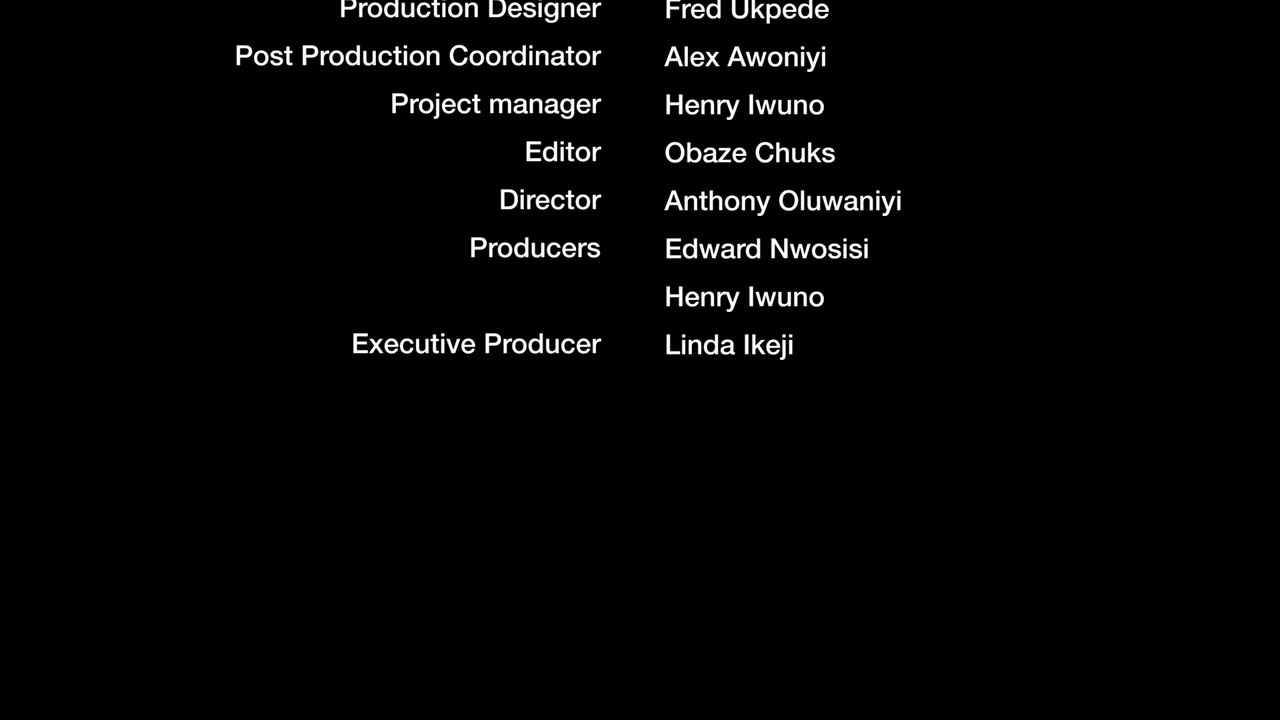 Production Designer Fred Ukpede
Post Production Coordinator Alex Awoniyi
Project manager Henry Iwuno
Editor Obaze Chuks
Director Anthony Oluwaniyi
Producers Edward Nwosisi
Henry Iwuno
Executive Producer Linda Ikeji